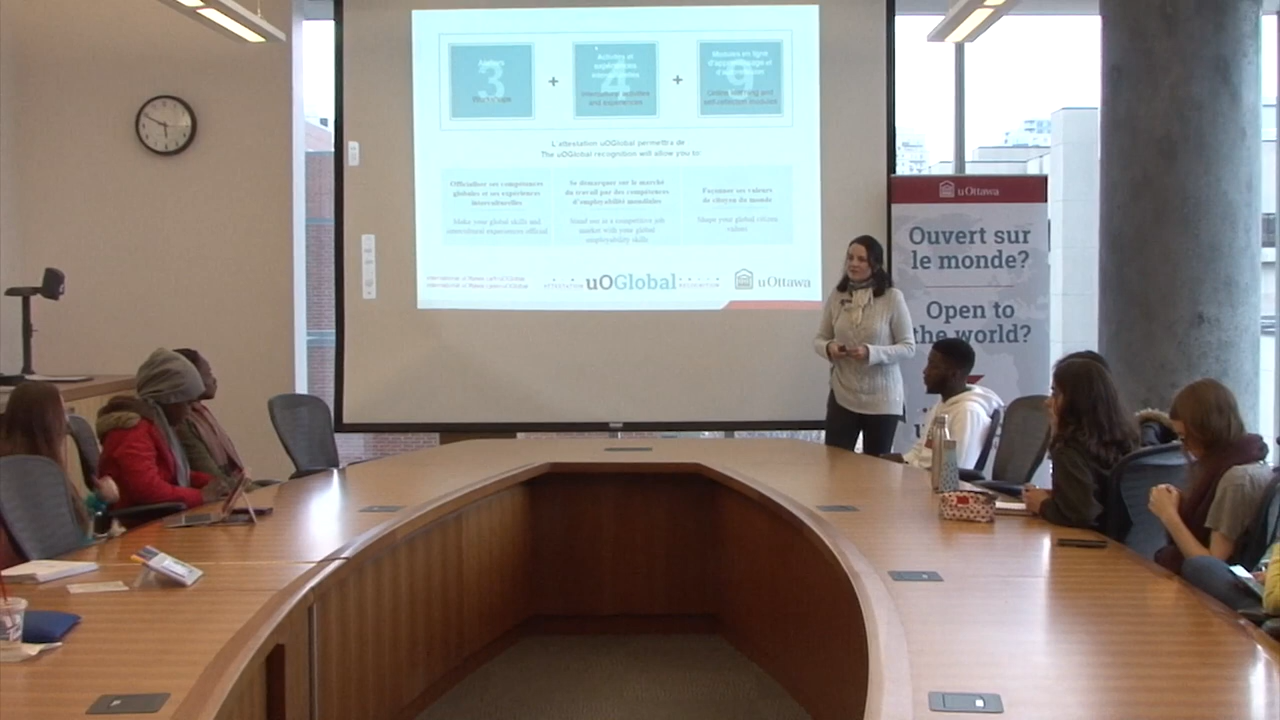 Ateliers
3
Workshops
+
Activités et
expériences
interculturelles
4
Intercultural activities
and experiences
+
Modules en ligne
d'apprentissage et
d'autoréflexion
9
Online learning and
self-reflection modules
L'attestation uOGlobal permettra de
The uOGlobal recognition will allow you to
Officialiser ses compétences
globales et ses expériences
interculturelles
Make your global skills and
intercultural experiences official
Se démarquer sur le marché
du travail par des compétences
d'employabilité mondiales
Stand out in a competitive job
market with your global
employability skills
Façonner ses valeurs
de citoyen du monde
Shape your global citizen
values
ATTESTATION
uOGlobal
RECOGNITION
uOttawa
uOttawa
Ouvert sur
le monde?
Open to
the world?